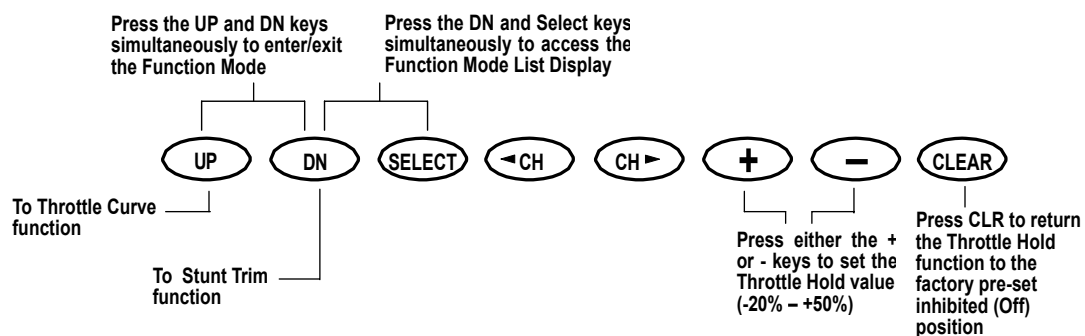 Press the UP and DN keys
simultaneously to enter/exit
the Function Mode
Press the DN and Select keys
simultaneously to access the
Function Mode List Display
UP
DN
SELECT
◄CH
CH►
+
−
CLEAR
To Throttle Curve
function
To Stunt Trim
function
Press either the +
or - keys to set the
Throttle Hold value
(-20% – +50%)
Press CLR to return
the Throttle Hold
function to the
factory pre-set
inhibited (Off)
position